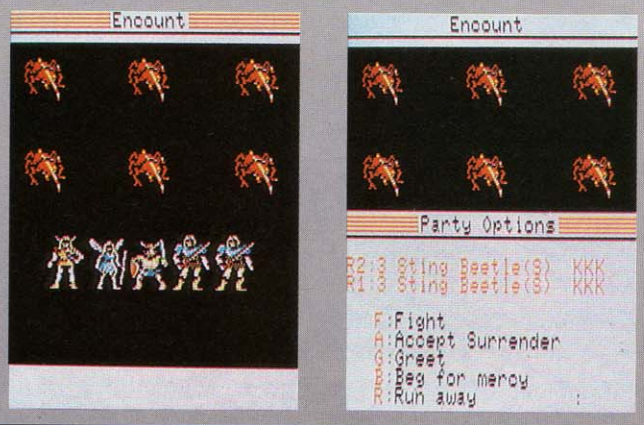 Encount
Encount
Party Options
R2:3 Sting Beetle(S) KKK
R1:3 Sting Beetle(S) KKK
F:Fight
A:Accept Surrender
G:Greet
B:Beg for mercy
R:Run away :